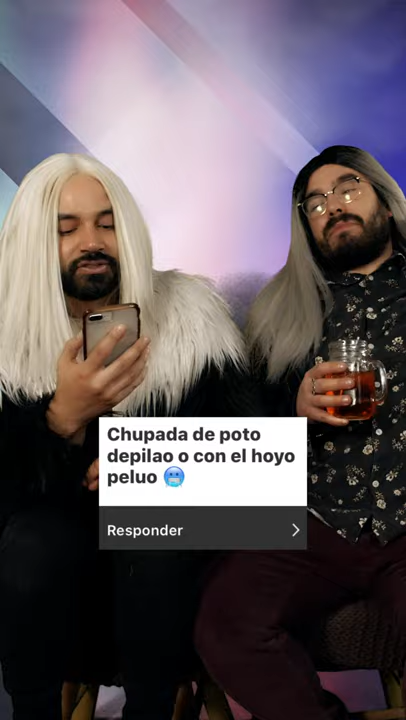 Chupada de poto
depilao o con el hoyo
peluo 🥶
Responder